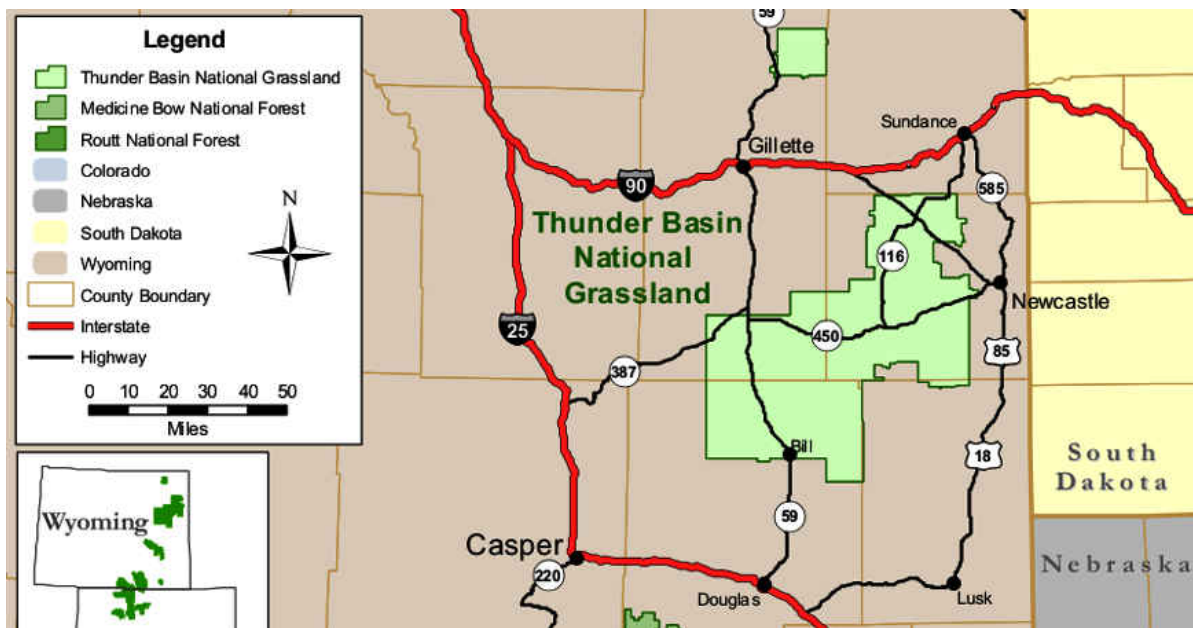 Legend
Thunder Basin National Grassland
Medicine Bow National Forest
Routt National Forest
Colorado
Nebraska
South Dakota
Wyoming
County Boundary
Interstate
Highway
0 10 20 30 40 50
Miles
N
Wyoming
59
Sundance
Gillette
90
585
Thunder Basin
National
Grassland
116
Newcastle
25
450
85
387
Bill
18
South
Dakota
59
Casper
220
Nebraska
Douglas
Lusk